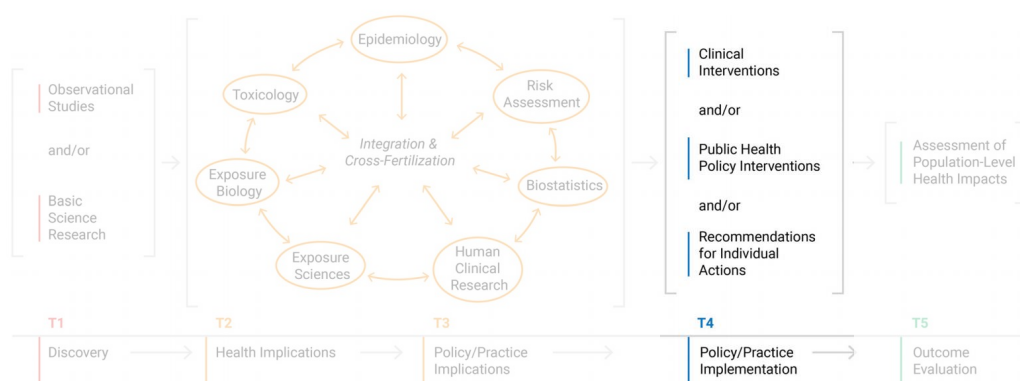 Observational
Studies
and/or
Basic
Science
Research
Epidemiology
Toxicology
Risk
Assessment
Integration &
Cross-Fertilization
Exposure
Biology
Biostatistics
Exposure
Sciences
Human
Clinical
Research
Clinical
Interventions
and/or
Public Health
Policy Interventions
and/or
Recommendations
for Individual
Actions
Assessment of
Population-Level
Health Impacts
T1
Discovery
T2
Health Implications
T3
Policy/Practice
Implications
T4
Policy/Practice
Implementation
T5
Outcome
Evaluation